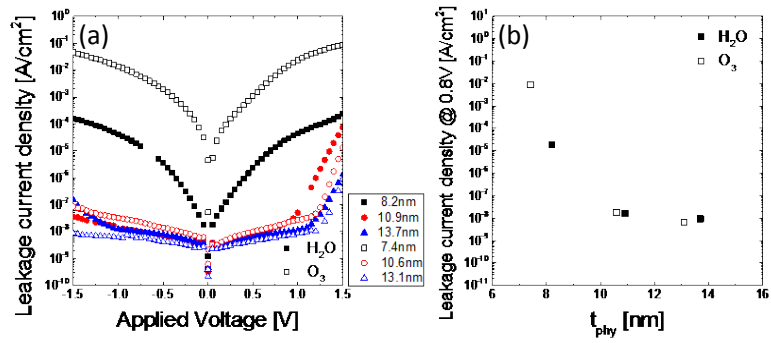 (a)
Leakage current density [A/cm²]
10⁰
10⁻¹
10⁻²
10⁻³
10⁻⁴
10⁻⁵
10⁻⁶
10⁻⁷
10⁻⁸
10⁻⁹
10⁻¹⁰
-1.5 -1.0 -0.5 0.0 0.5 1.0 1.5
Applied Voltage [V]
H₂O
O₃
8.2nm
10.9nm
13.7nm
7.4nm
10.6nm
13.1nm
(b)
Leakage current density @ 0.8V [A/cm²]
10⁰
10⁻¹
10⁻²
10⁻³
10⁻⁴
10⁻⁵
10⁻⁶
10⁻⁷
10⁻⁸
10⁻⁹
10⁻¹⁰
10⁻¹¹
6 8 10 12 14 16
t_phy [nm]
H₂O
O₃